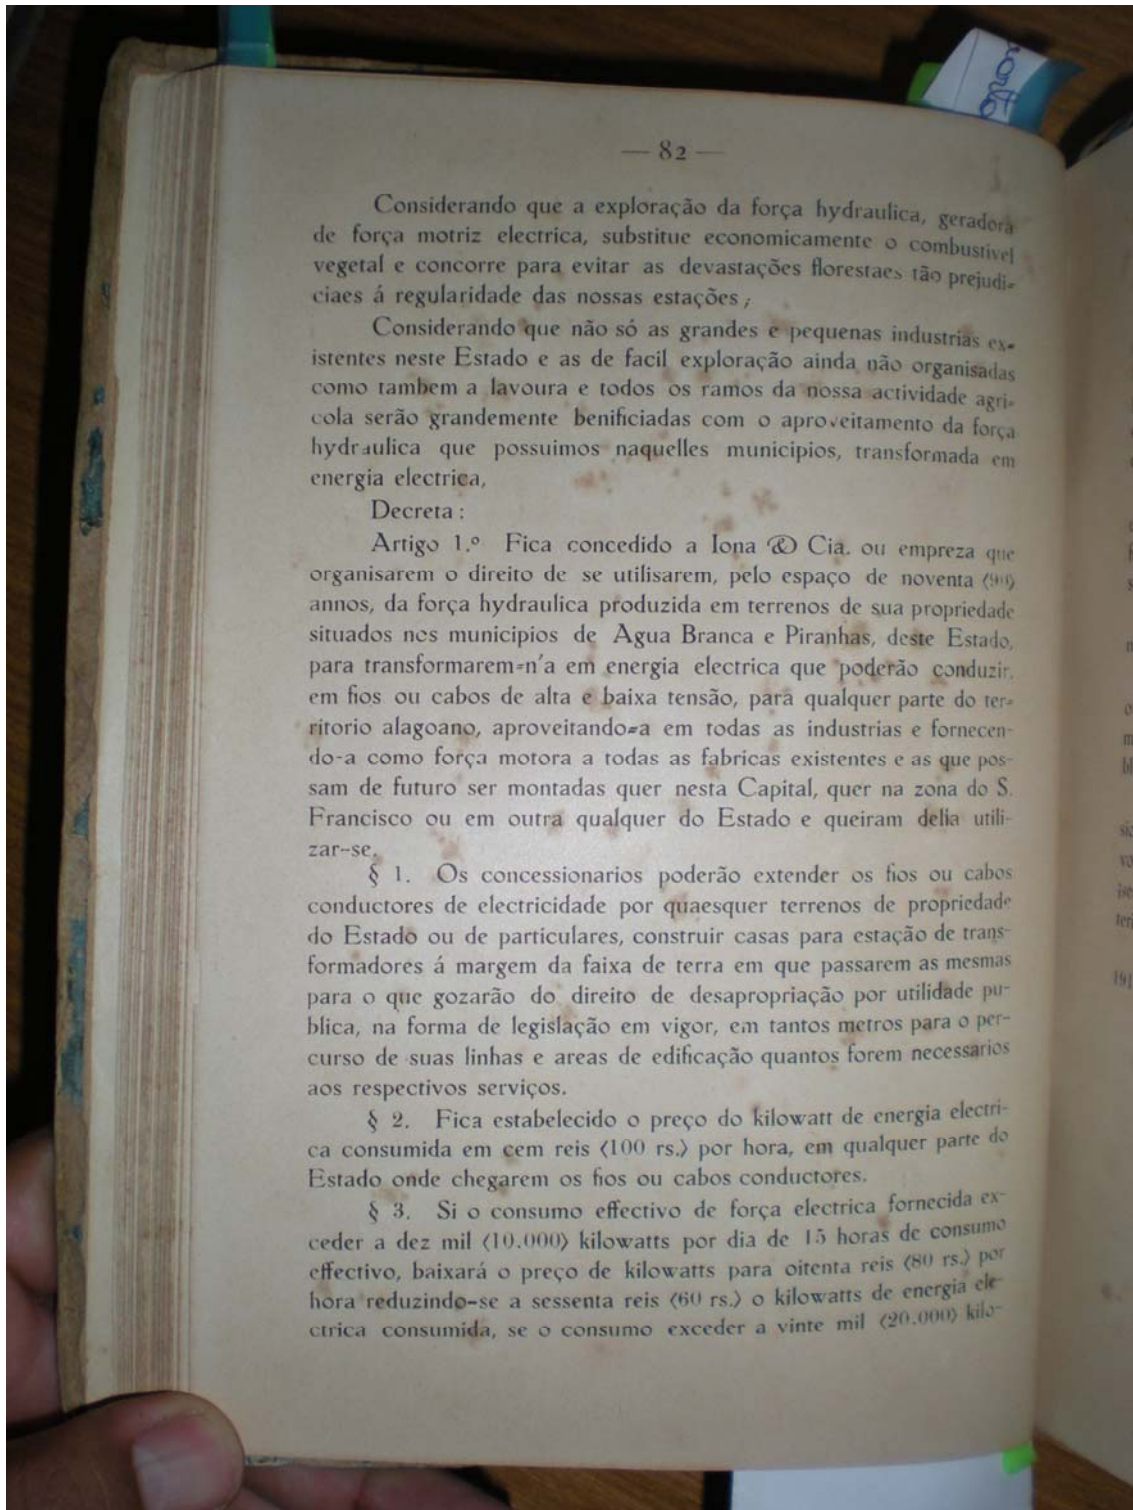 — 82 —
Considerando que a exploração da força hydraulica, geradora
de força motriz electrica, substitue economicamente o combustivel
vegetal e concorre para evitar as devastações florestaes tão prejudi-
ciaes á regularidade das nossas estações ;
Considerando que não só as grandes e pequenas industrias ex-
istentes neste Estado e as de facil exploração ainda não organisadas
como tambem a lavoura e todos os ramos da nossa actividade agri-
cola serão grandemente benificiadas com o aproveitamento da força
hydraulica que possuimos naquelles municipios, transformada em
energia electrica,
Decreta :
Artigo 1.º Fica concedido a Iona & Cia. ou empreza que
organisarem o direito de se utilisarem, pelo espaço de noventa (90)
annos, da força hydraulica produzida em terrenos de sua propriedade
situados nos municipios de Agua Branca e Piranhas, deste Estado,
para transformarem-n'a em energia electrica que poderão conduzir,
em fios ou cabos de alta e baixa tensão, para qualquer parte do ter-
ritorio alagoano, aproveitando-a em todas as industrias e fornecen-
do-a como força motora a todas as fabricas existentes e as que pos-
sam de futuro ser montadas quer nesta Capital, quer na zona do S.
Francisco ou em outra qualquer do Estado e queiram delia utili-
zar--se.
§ 1. Os concessionarios poderão extender os fios ou cabos
conductores de electricidade por quaesquer terrenos de propriedade
do Estado ou de particulares, construir casas para estação de trans-
formadores á margem da faixa de terra em que passarem as mesmas
para o que gozarão do direito de desapropriação por utilidade pu-
blica, na forma de legislação em vigor, em tantos metros para o per-
curso de suas linhas e areas de edificação quantos forem necessarios
aos respectivos serviços.
§ 2. Fica estabelecido o preço do kilowatt de energia electri-
ca consumida em cem reis (100 rs.) por hora, em qualquer parte do
Estado onde chegarem os fios ou cabos conductores.
§ 3. Si o consumo effectivo de força electrica fornecida ex-
ceder a dez mil (10.000) kilowatts por dia de 15 horas de consumo
effectivo, baixará o preço de kilowatts para oitenta reis (80 rs.) por
hora reduzindo-se a sessenta reis (60 rs.) o kilowatts de energia ele-
ctrica consumida, se o consumo exceder a vinte mil (20.000) kilo-